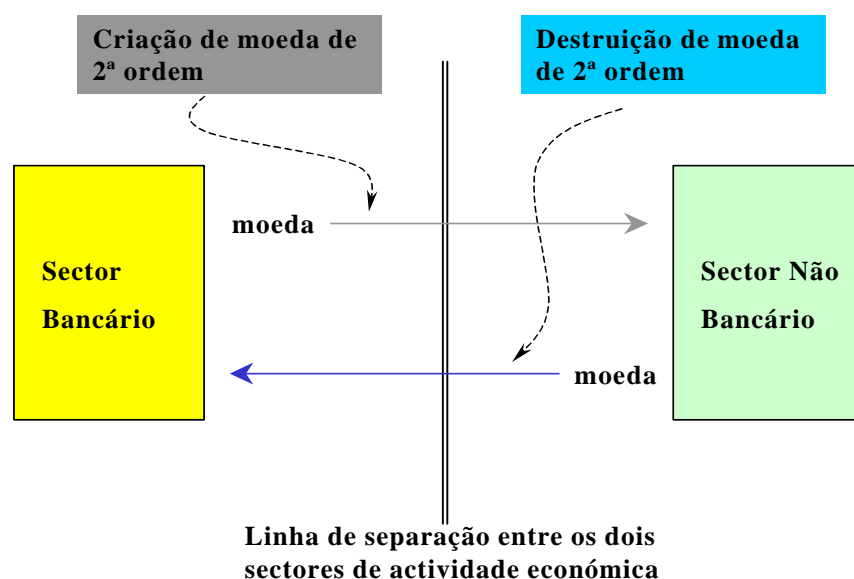 Criação de moeda de
2ª ordem
Destruição de moeda
de 2ª ordem
moeda
Sector
Bancário
Sector Não
Bancário
moeda
Linha de separação entre os dois
sectores de actividade económica